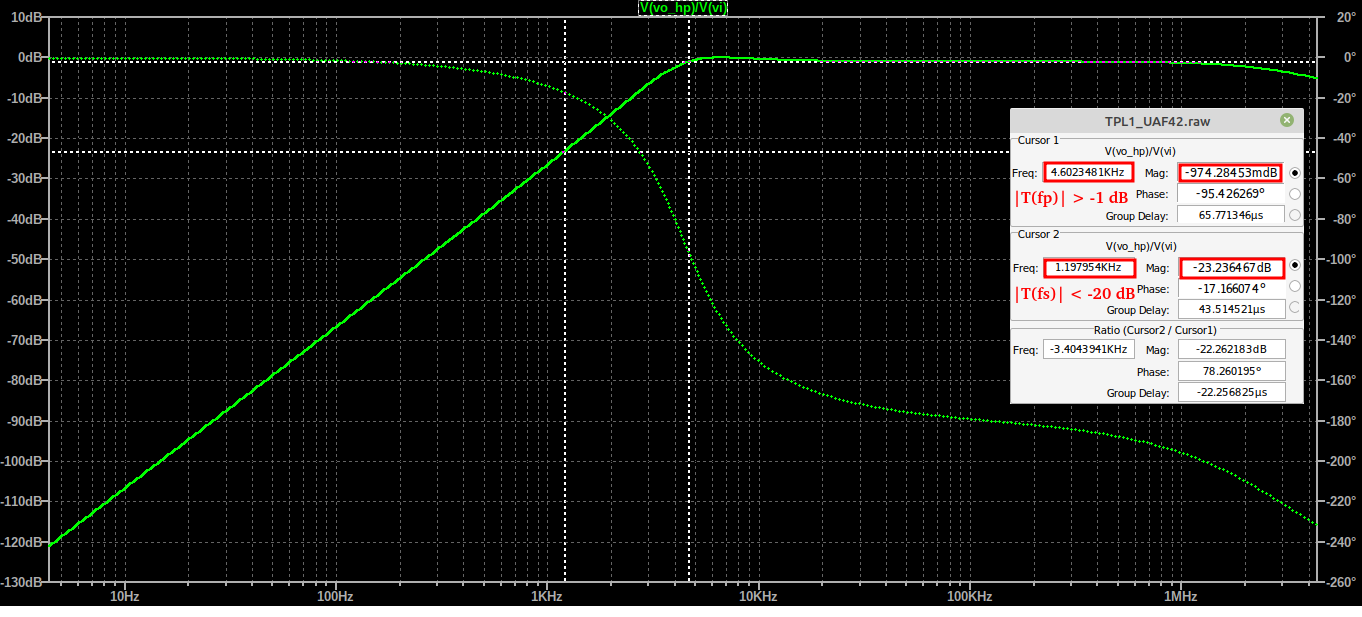 V(vo_hp)/V(vi)
10dB
0dB
-10dB
-20dB
-30dB
-40dB
-50dB
-60dB
-70dB
-80dB
-90dB
-100dB
-110dB
-120dB
-130dB
20°
0°
-20°
-40°
-60°
-80°
-100°
-120°
-140°
-160°
-180°
-200°
-220°
-240°
-260°
10Hz
100Hz
1KHz
10KHz
100KHz
1MHz
TPL1_UAF42.raw
Cursor 1
V(vo_hp)/V(vi)
Freq: 4.6023481KHz Mag: -974.28453mdB
|T(fp)| > -1 dB Phase: -95.426269°
Group Delay: 65.771346µs
Cursor 2
V(vo_hp)/V(vi)
Freq: 1.197954KHz Mag: -23.236467dB
|T(fs)| < -20 dB Phase: -17.166074°
Group Delay: 43.514521µs
Ratio (Cursor2 / Cursor1)
Freq: -3.4043941KHz Mag: -22.262183dB
Phase: 78.260195°
Group Delay: -22.256825µs